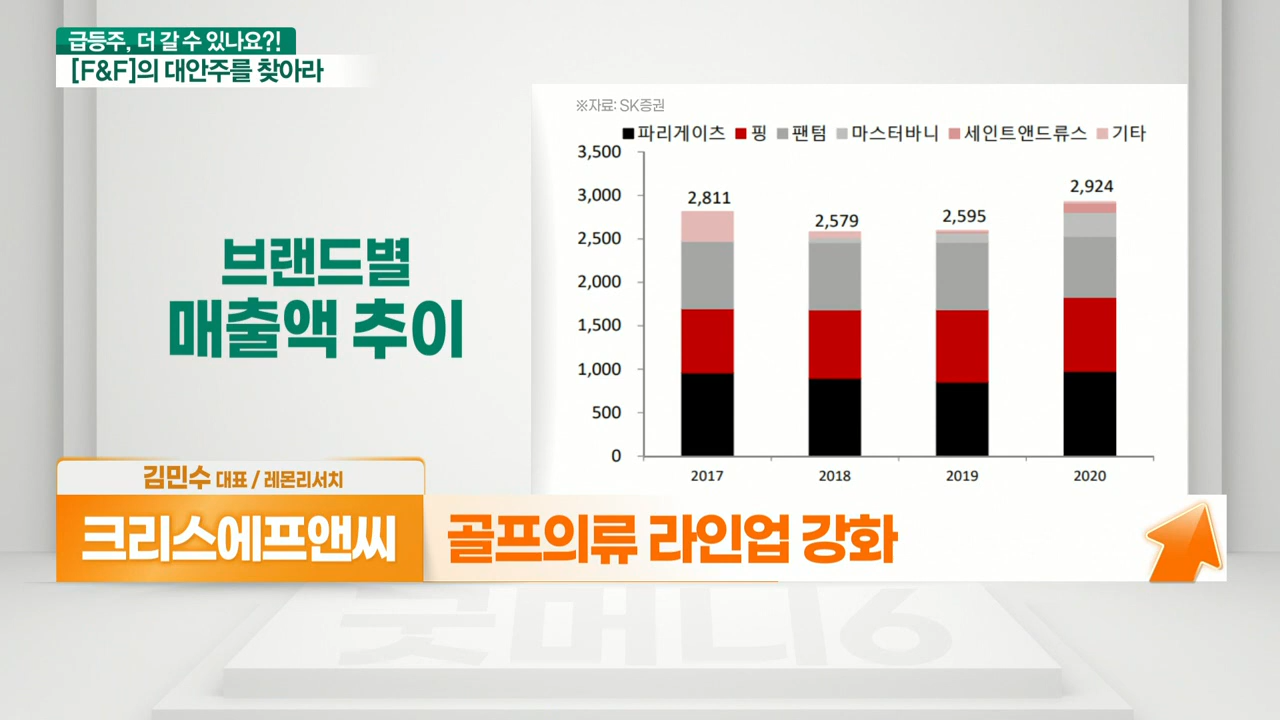 급등주, 더 갈 수 있나요?!
[F&F]의 대안주를 찾아라
※자료: SK증권
■파리게이츠 ■핑 ■팬텀 ■마스터바니 ■세인트앤드류스 ■기타
3,500
3,000
2,500
2,000
1,500
1,000
500
0
2,811
2,579
2,595
2,924
2017
2018
2019
2020
브랜드별
매출액 추이
김민수 대표 / 레몬리서치
크리스에프앤씨
골프의류 라인업 강화
굿머니6